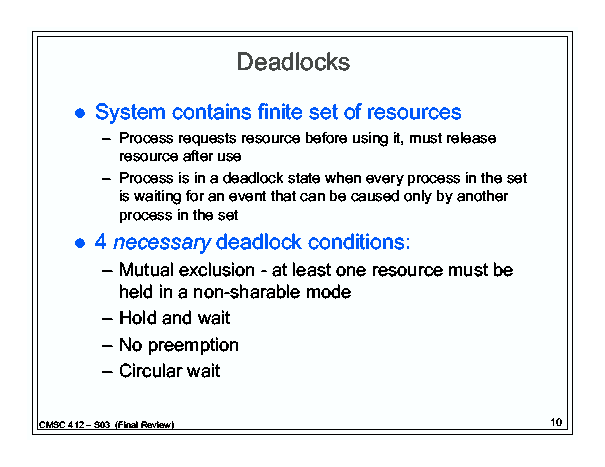 Deadlocks
● System contains finite set of resources
– Process requests resource before using it, must release
resource after use
– Process is in a deadlock state when every process in the set
is waiting for an event that can be caused only by another
process in the set
● 4 necessary deadlock conditions:
– Mutual exclusion - at least one resource must be
held in a non-sharable mode
– Hold and wait
– No preemption
– Circular wait
CMSC 412 – S03 (Final Review)
10